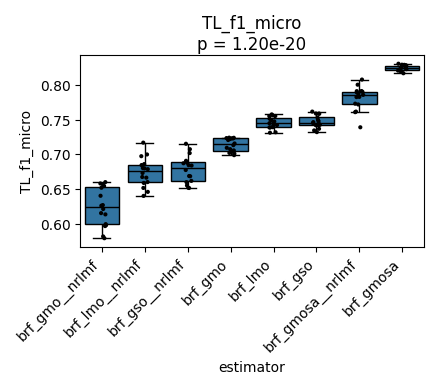 TL_f1_micro
p = 1.20e-20
TL_f1_micro
0.80
0.75
0.70
0.65
0.60
brf_gmo__nrlmf
brf_lmo__nrlmf
brf_gso__nrlmf
brf_gmo
brf_lmo
brf_gso
brf_gmosa__nrlmf
brf_gmosa
estimator